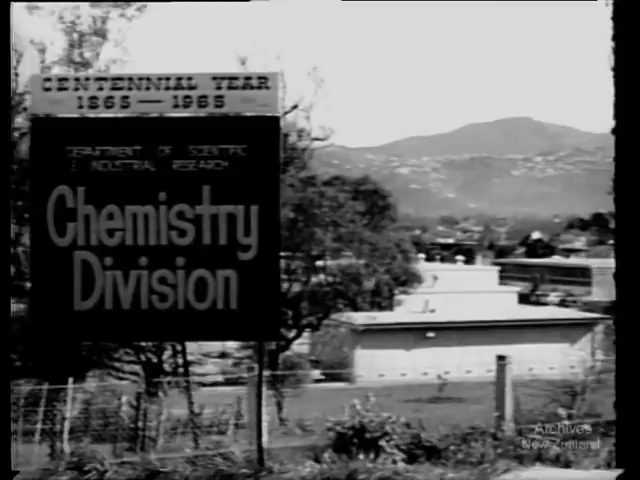 CENTENNIAL YEAR
1865 — 1965
DEPARTMENT OF SCIENTIFIC
& INDUSTRIAL RESEARCH
Chemistry
Division
Archives
New Zealand